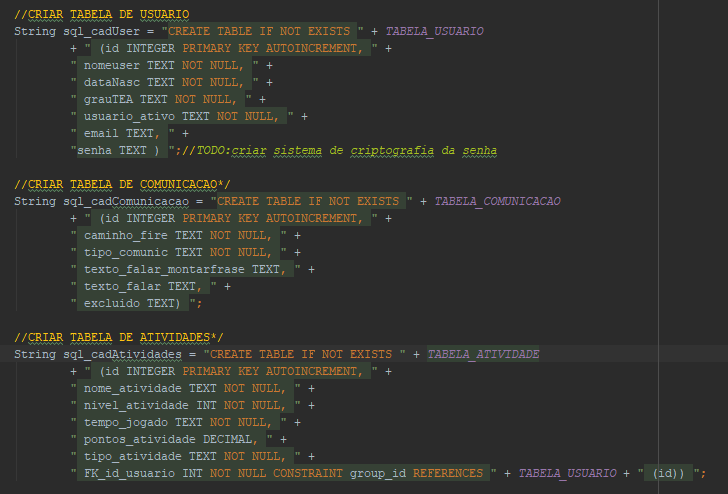 //CRIAR TABELA DE USUARIO
String sql_cadUser = "CREATE TABLE IF NOT EXISTS " + TABELA_USUARIO
+ " (id INTEGER PRIMARY KEY AUTOINCREMENT, " +
" nomeuser TEXT NOT NULL, " +
" dataNasc TEXT NOT NULL, " +
" grauTEA TEXT NOT NULL, " +
" usuario_ativo TEXT NOT NULL, " +
" email TEXT, " +
"senha TEXT ) ";//TODO:criar sistema de criptografia da senha
//CRIAR TABELA DE COMUNICACAO*/
String sql_cadComunicacao = "CREATE TABLE IF NOT EXISTS " + TABELA_COMUNICACAO
+ " (id INTEGER PRIMARY KEY AUTOINCREMENT, " +
" caminho_fire TEXT NOT NULL, " +
" tipo_comunic TEXT NOT NULL, " +
" texto_falar_montarfrase TEXT, " +
" texto_falar TEXT, " +
" excluido TEXT) ";
//CRIAR TABELA DE ATIVIDADES*/
String sql_cadAtividades = "CREATE TABLE IF NOT EXISTS " + TABELA_ATIVIDADE
+ " (id INTEGER PRIMARY KEY AUTOINCREMENT, " +
" nome_atividade TEXT NOT NULL, " +
" nivel_atividade INT NOT NULL, " +
" tempo_jogado TEXT NOT NULL, " +
" pontos_atividade DECIMAL, " +
" tipo_atividade TEXT NOT NULL, " +
" FK_id_usuario INT NOT NULL CONSTRAINT group_id REFERENCES " + TABELA_USUARIO + " (id)) ";